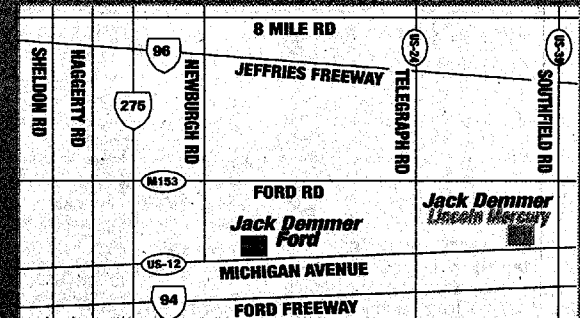 8 MILE RD
US-24
US-39
96
JEFFRIES FREEWAY
SHELDON RD
HAGGERTY RD
275
NEWBURGH RD
TELEGRAPH RD
SOUTHFIELD RD
M153
FORD RD
Jack Demmer
Ford
Jack Demmer
Lincoln Mercury
US-12
MICHIGAN AVENUE
94
FORD FREEWAY